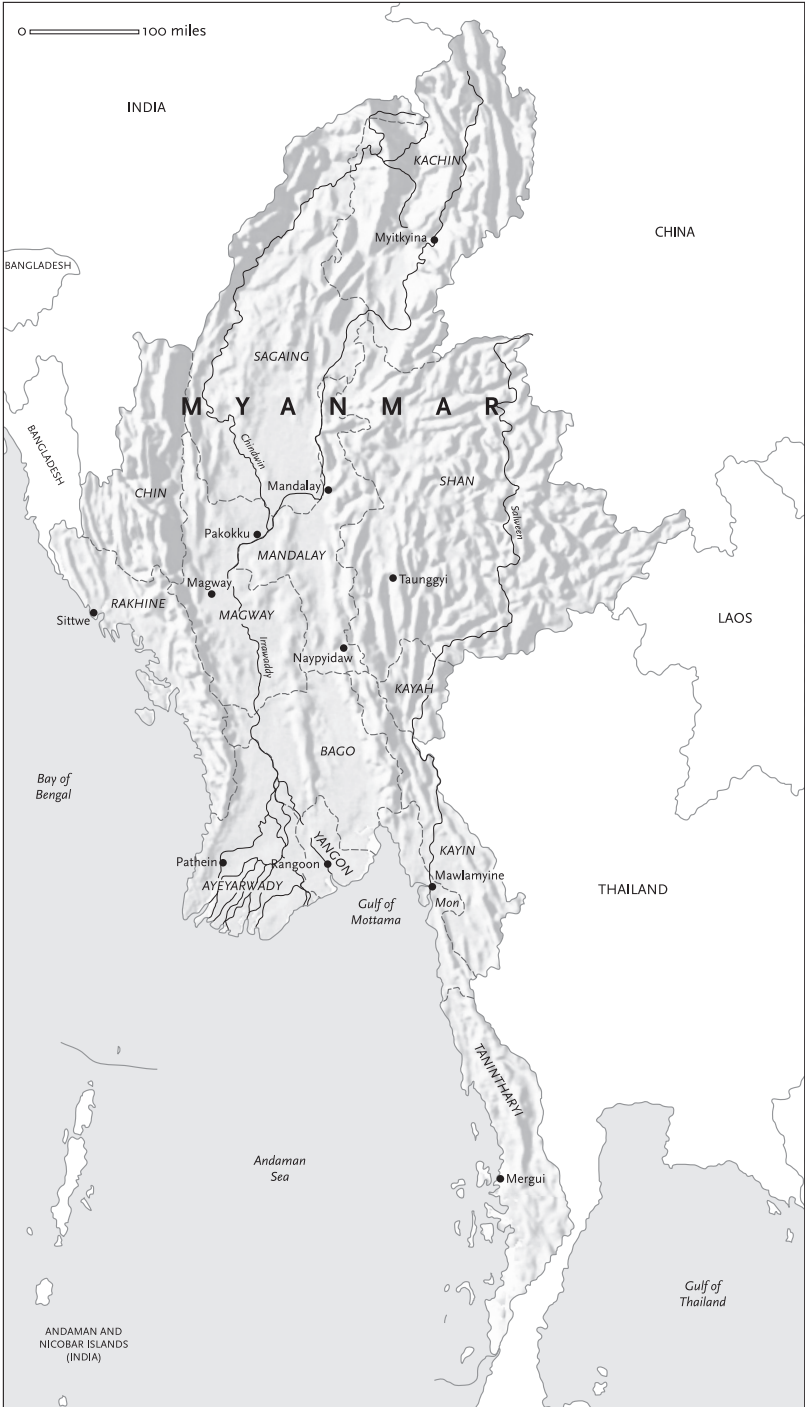 0 100 miles
INDIA
KACHIN
CHINA
Myitkyina
BANGLADESH
SAGAING
MYANMAR
BANGLADESH
Chindwin
CHIN
Mandalay
SHAN
Salween
Pakokku
MANDALAY
Taunggyi
Magway
RAKHINE
MAGWAY
Sittwe
LAOS
Irrawaddy
Naypyidaw
KAYAH
BAGO
Bay of
Bengal
YANGON
KAYIN
Pathein
Rangoon
Mawlamyine
AYEYARWADY
THAILAND
Mon
Gulf of
Mottama
TANINTHARYI
Andaman
Sea
Mergui
Gulf of
Thailand
ANDAMAN AND
NICOBAR ISLANDS
(INDIA)